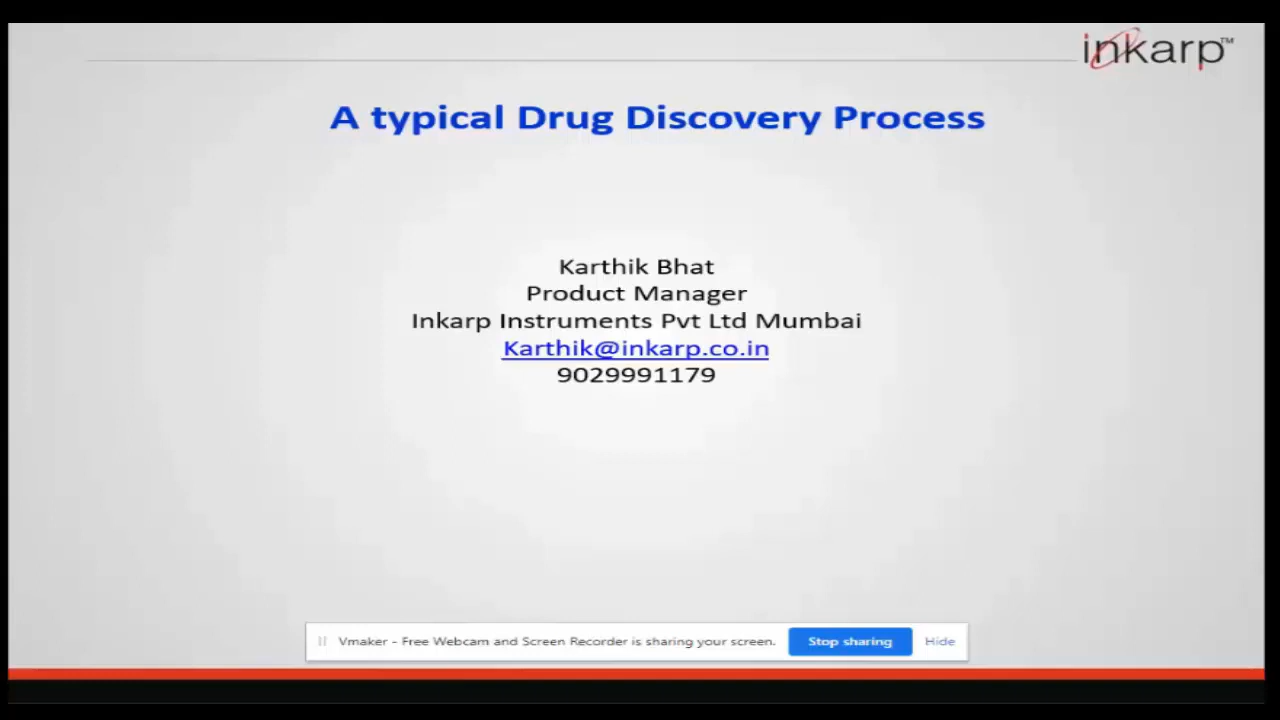 inkarp™
A typical Drug Discovery Process
Karthik Bhat
Product Manager
Inkarp Instruments Pvt Ltd Mumbai
Karthik@inkarp.co.in
9029991179
Vmaker - Free Webcam and Screen Recorder is sharing your screen. Stop sharing Hide